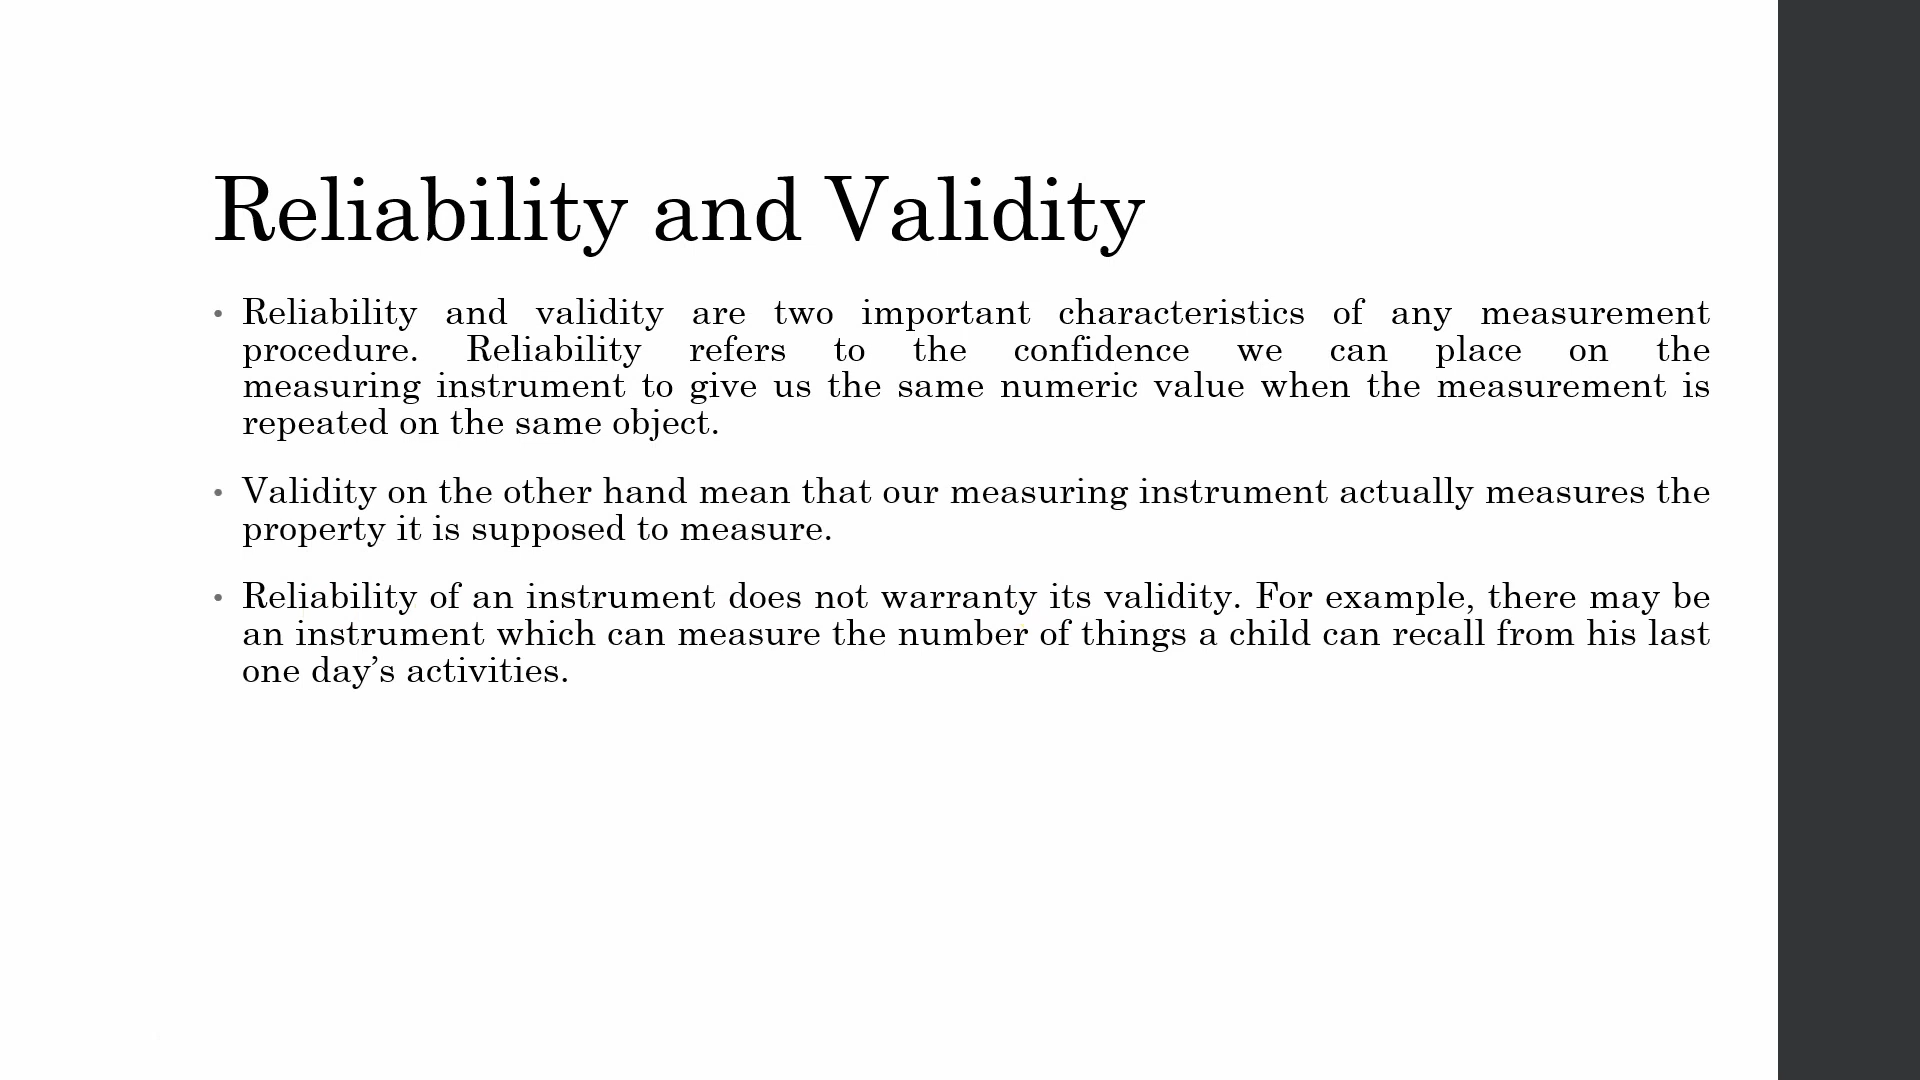 Reliability and Validity
• Reliability and validity are two important characteristics of any measurement
procedure. Reliability refers to the confidence we can place on the
measuring instrument to give us the same numeric value when the measurement is
repeated on the same object.
• Validity on the other hand mean that our measuring instrument actually measures the
property it is supposed to measure.
• Reliability of an instrument does not warranty its validity. For example, there may be
an instrument which can measure the number of things a child can recall from his last
one day’s activities.